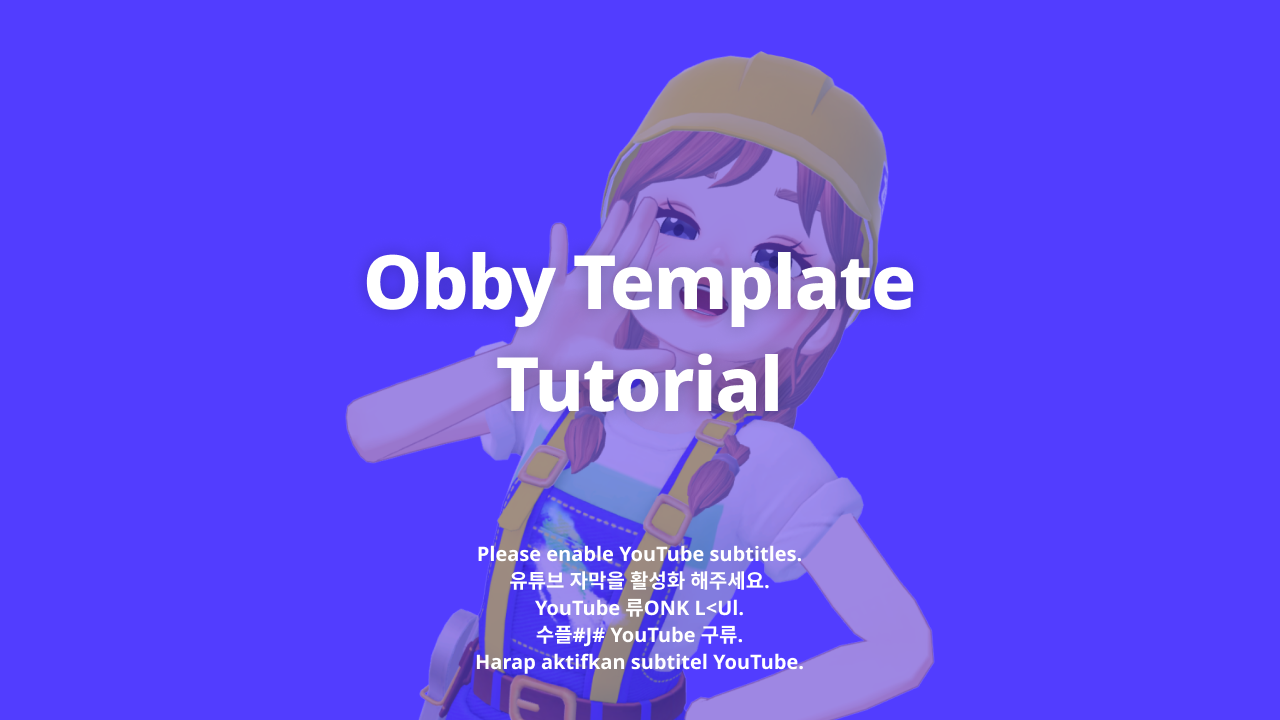 Obby Template
Tutorial
Please enable YouTube subtitles.
유튜브 자막을 활성화 해주세요.
YouTube 류ONK L<Ul.
수플#J# YouTube 구류.
Harap aktifkan subtitel YouTube.